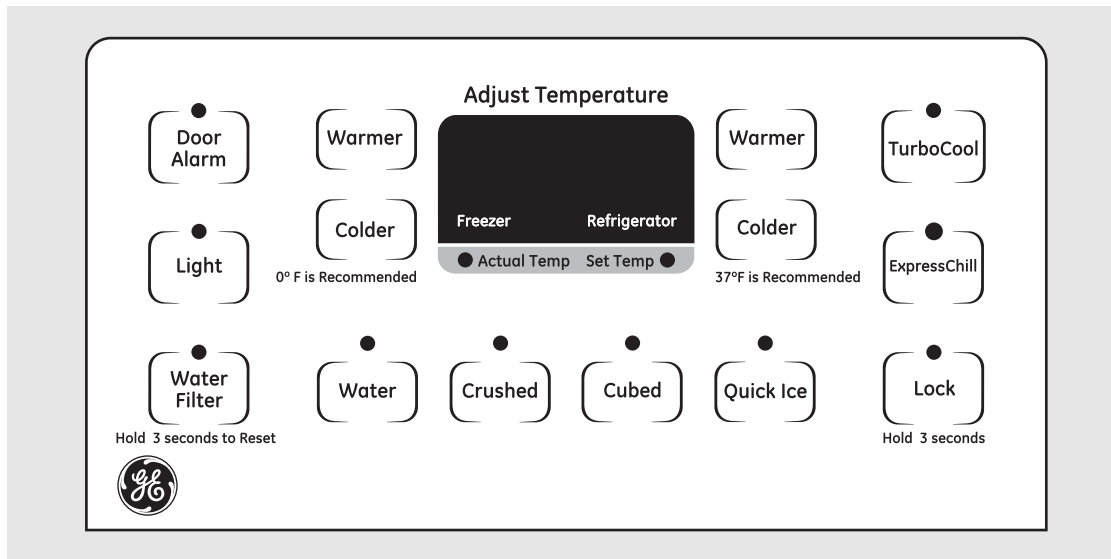 Adjust Temperature
Door
Alarm
Warmer
Warmer
TurboCool
Freezer
Refrigerator
Colder
Colder
Light
Actual Temp
Set Temp
ExpressChill
0º F is Recommended
37ºF is Recommended
Water
Filter
Water
Crushed
Cubed
Quick Ice
Lock
Hold 3 seconds to Reset
Hold 3 seconds
GE